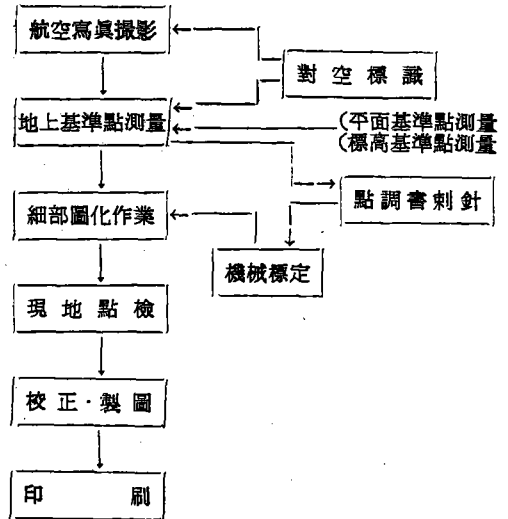 航空寫眞撮影
對空標識
地上基準點測量
(平面基準點測量
(標高基準點測量
點調書刺針
細部圖化作業
機械標定
現地點檢
校正·製圖
印刷